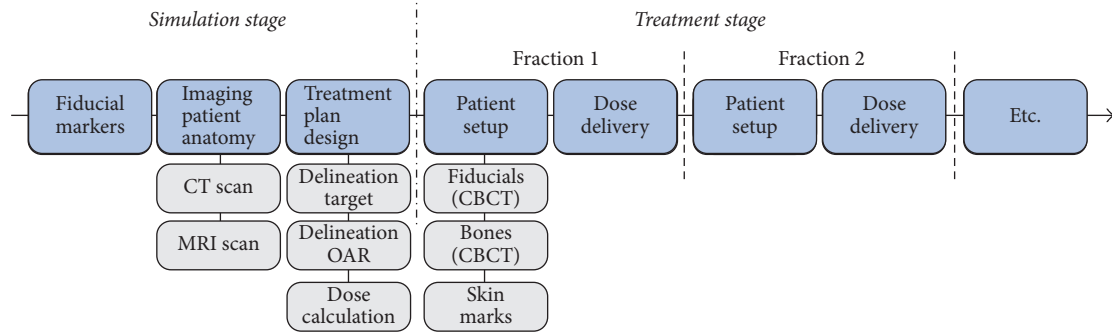 Simulation stage
Treatment stage
Fraction 1
Fraction 2
Fiducial
markers
Imaging
patient
anatomy
Treatment
plan
design
Patient
setup
Dose
delivery
Patient
setup
Dose
delivery
Etc.
CT scan
MRI scan
Delineation
target
Delineation
OAR
Dose
calculation
Fiducials
(CBCT)
Bones
(CBCT)
Skin
marks